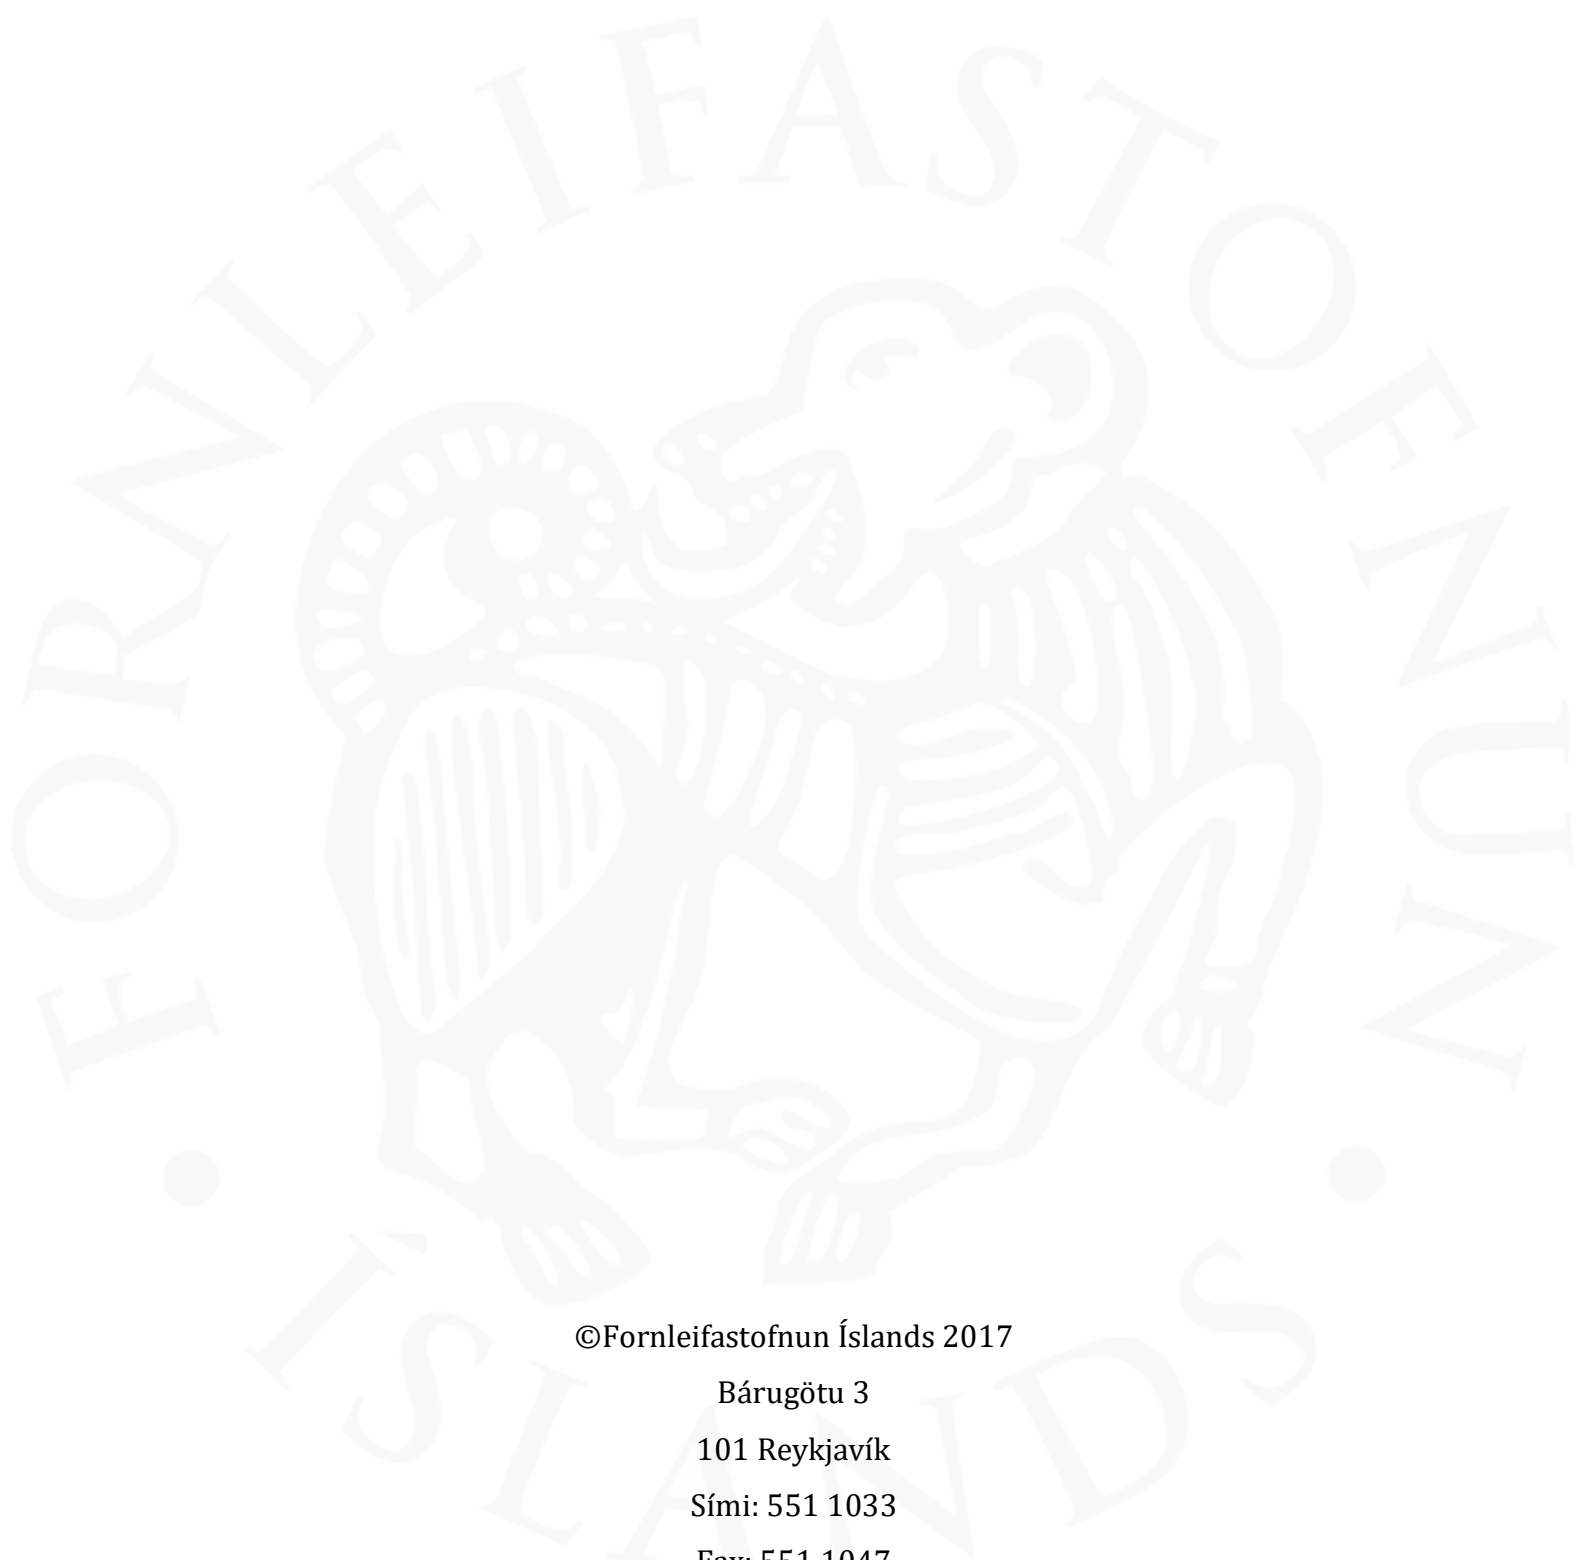 FORNLEIFASTOFNUN
ÍSLANDS
©Fornleifastofnun Íslands 2017
Bárugötu 3
101 Reykjavík
Sími: 551 1033
Fax: 551 1047